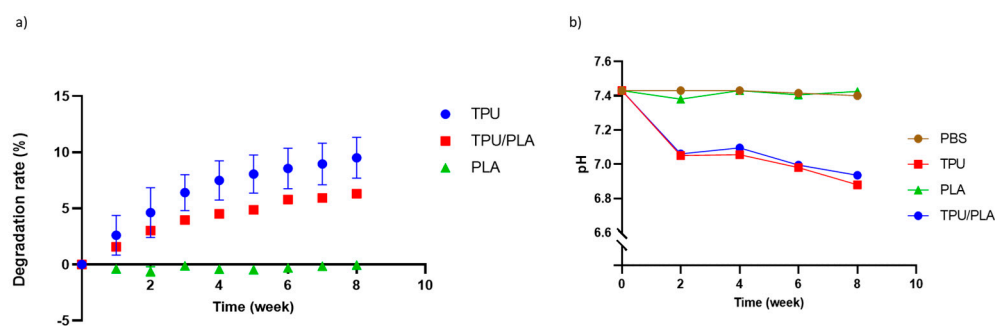 a)
15
10
5
0
-5
2
4
6
8
10
Degradation rate (% )
Time (week)
TPU
TPU/PLA
PLA
b)
7.6
7.4
7.2
7.0
6.8
6.6
0
2
4
6
8
10
pH
Time (week)
PBS
TPU
PLA
TPU/PLA